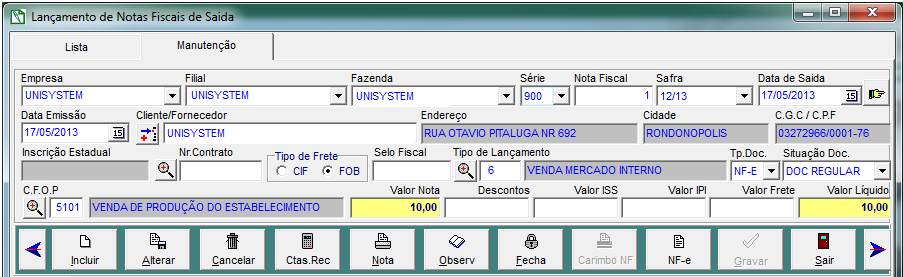 Lançamento de Notas Fiscais de Saida
Lista Manutenção
Empresa Filial Fazenda Série Nota Fiscal Safra Data de Saida
UNISYSTEM UNISYSTEM UNISYSTEM 900 1 12/13 17/05/2013 15
Data Emissão Cliente/Fornecedor Endereço Cidade C.G.C / C.P.F
17/05/2013 15 UNISYSTEM RUA OTAVIO PITALUGA NR 692 RONDONOPOLIS 03272966/0001-76
Inscrição Estadual Nr.Contrato Tipo de Frete Selo Fiscal Tipo de Lançamento Tp.Doc. Situação Doc.
CIF FOB 6 VENDA MERCADO INTERNO NF-E DOC REGULAR
C.F.O.P Valor Nota Descontos Valor ISS Valor IPI Valor Frete Valor Líquido
5101 VENDA DE PRODUÇÃO DO ESTABELECIMENTO 10,00 10,00
Incluir Alterar Cancelar Ctas.Rec Nota Observ Fecha Carimbo NF NF-e Gravar Sair